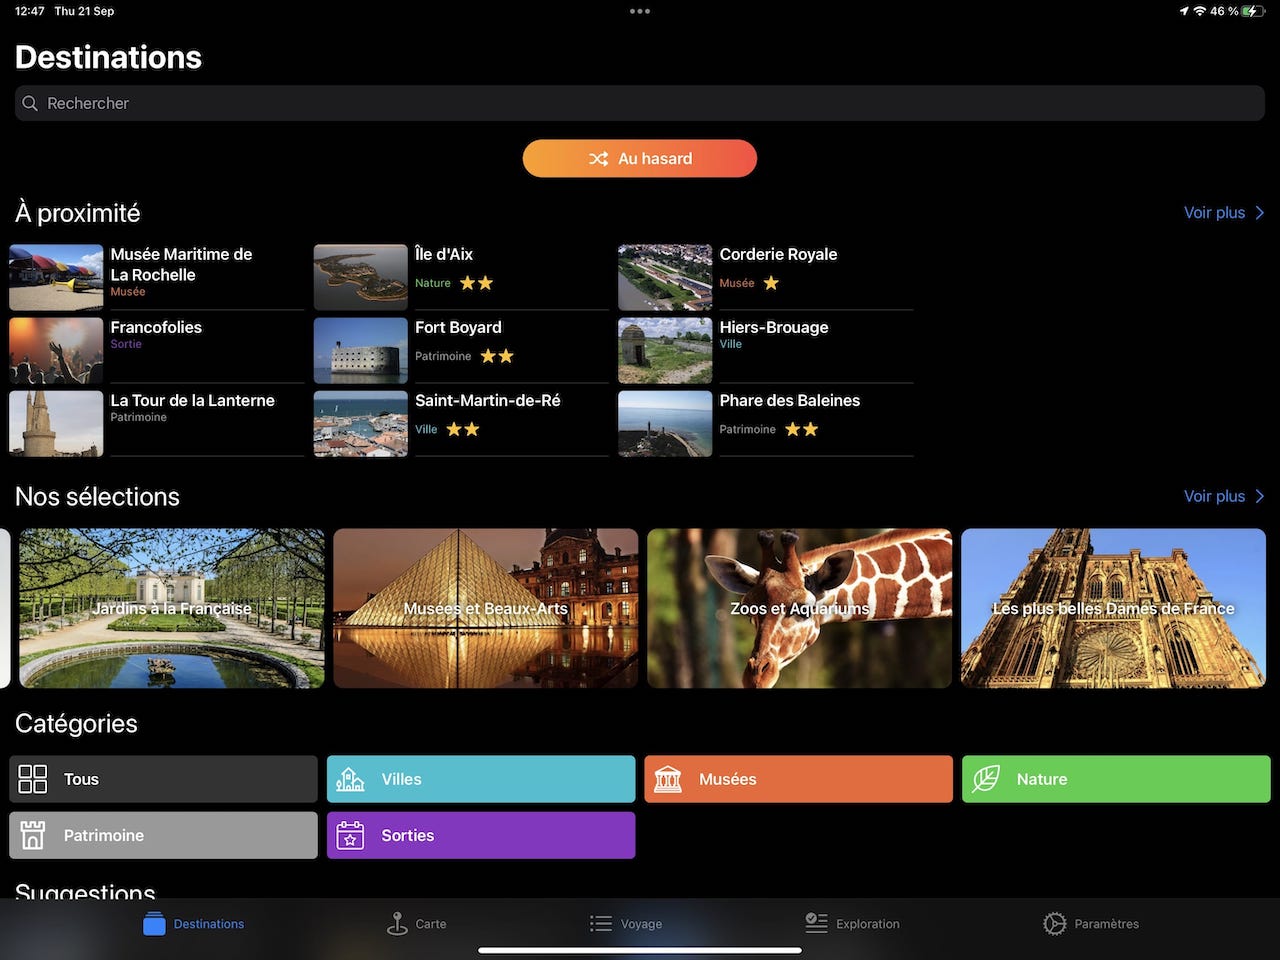 12:47 Thu 21 Sep
46 %
Destinations
Rechercher
Au hasard
À proximité
Voir plus
Musée Maritime de
La Rochelle
Musée
Île d'Aix
Nature
Corderie Royale
Musée
Francofolies
Sortie
Fort Boyard
Patrimoine
Hiers-Brouage
Ville
La Tour de la Lanterne
Patrimoine
Saint-Martin-de-Ré
Ville
Phare des Baleines
Patrimoine
Nos sélections
Voir plus
Jardins à la Française
Musées et Beaux-Arts
Zoos et Aquariums
Les plus belles Dames de France
Catégories
Tous
Villes
Musées
Nature
Patrimoine
Sorties
Suggestions
Destinations
Carte
Voyage
Exploration
Paramètres